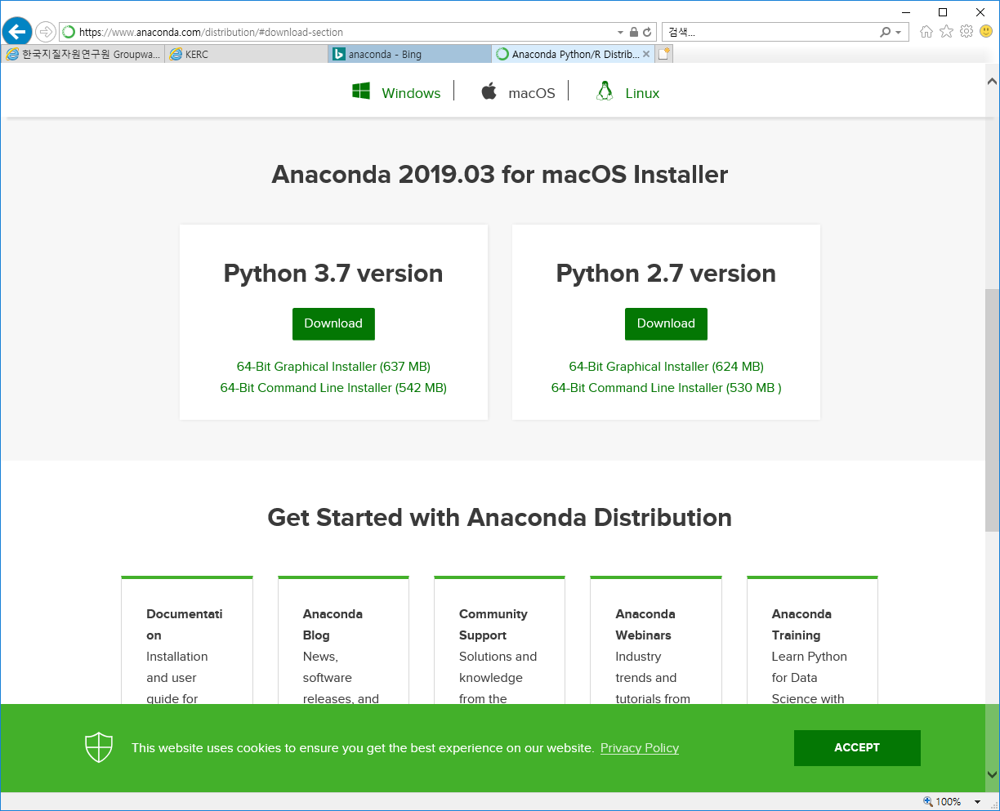 https://www.anaconda.com/distribution/#download-section
검색...
한국지질자원연구원 Groupwa...
KERC
anaconda - Bing
Anaconda Python/R Distrib...
Windows
macOS
Linux
Anaconda 2019.03 for macOS Installer
Python 3.7 version
Download
64-Bit Graphical Installer (637 MB)
64-Bit Command Line Installer (542 MB)
Python 2.7 version
Download
64-Bit Graphical Installer (624 MB)
64-Bit Command Line Installer (530 MB )
Get Started with Anaconda Distribution
Documentati
on
Installation
and user
guide for
Anaconda
Blog
News,
software
releases, and
Community
Support
Solutions and
knowledge
from the
Anaconda
Webinars
Industry
trends and
tutorials from
Anaconda
Training
Learn Python
for Data
Science with
This website uses cookies to ensure you get the best experience on our website. Privacy Policy
ACCEPT
100%